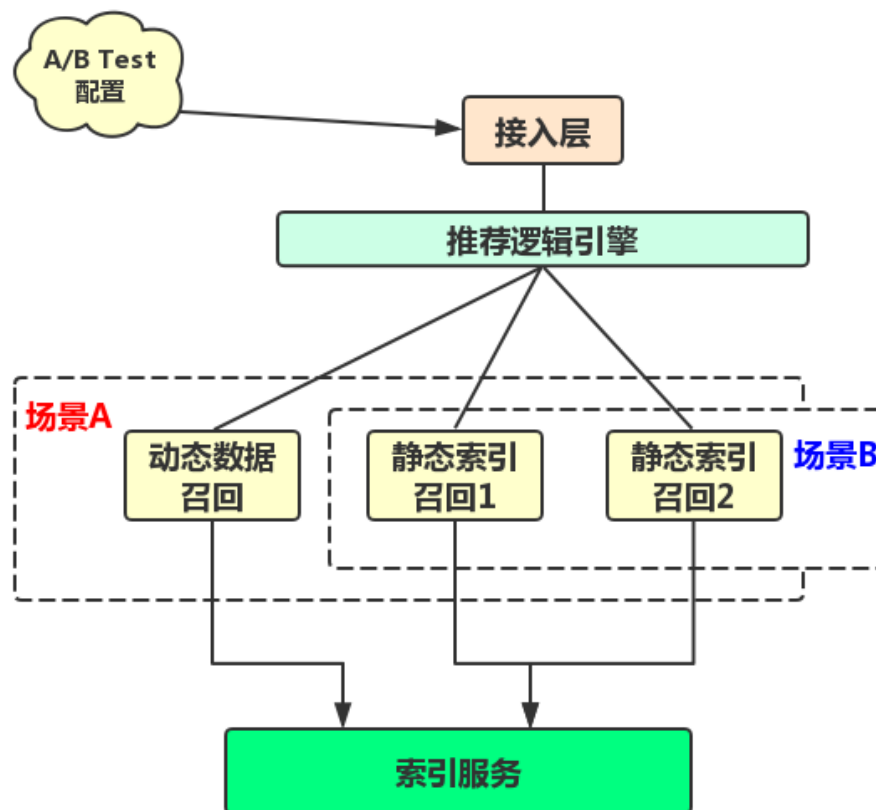 A/B Test
配置
接入层
推荐逻辑引擎
场景A
动态数据
召回
静态索引
召回1
静态索引
召回2
场景B
索引服务